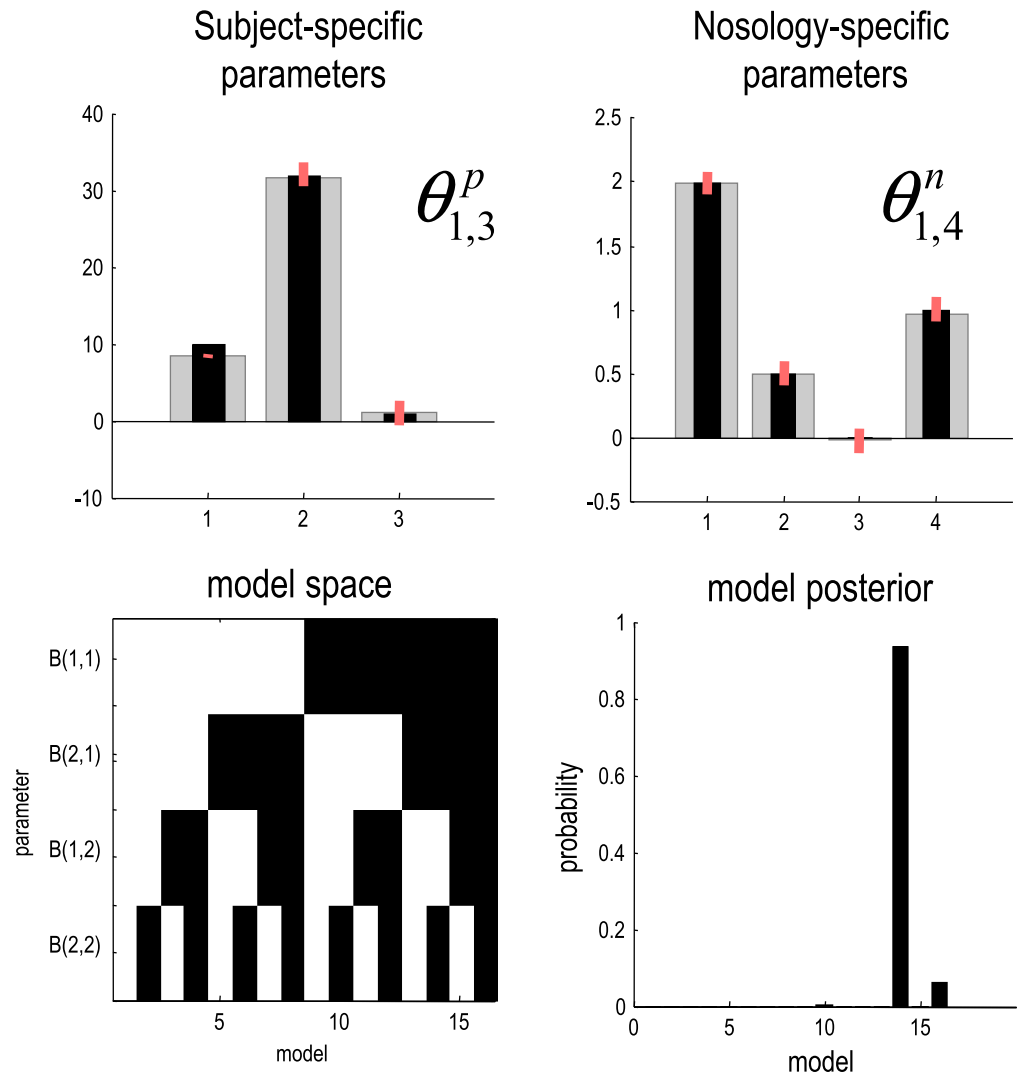 Subject-specific
parameters
40
30
20
10
0
-10
1 2 3
θ^p_{1,3}
Nosology-specific
parameters
2.5
2
1.5
1
0.5
0
-0.5
1 2 3 4
θ^n_{1,4}
model space
B(1,1)
B(2,1)
B(1,2)
B(2,2)
parameter
5 10 15
model
model posterior
1
0.8
0.6
0.4
0.2
0
probability
0 5 10 15
model